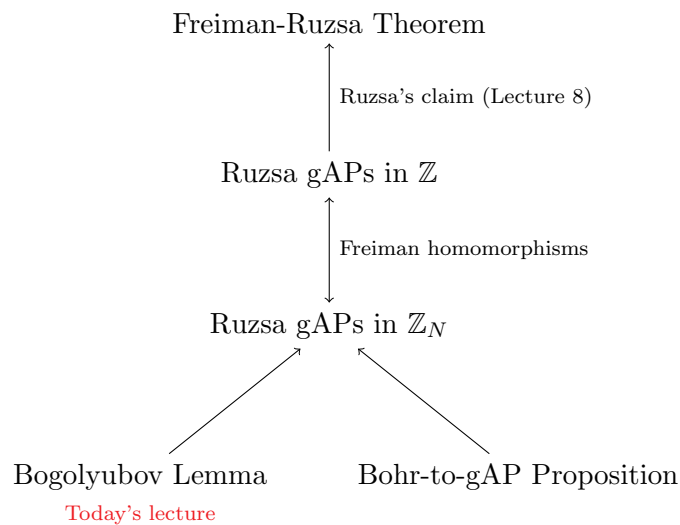 Freiman-Ruzsa Theorem
Ruzsa's claim (Lecture 8)
Ruzsa gAPs in ℤ
Freiman homomorphisms
Ruzsa gAPs in ℤ_N
Bogolyubov Lemma Bohr-to-gAP Proposition
Today's lecture